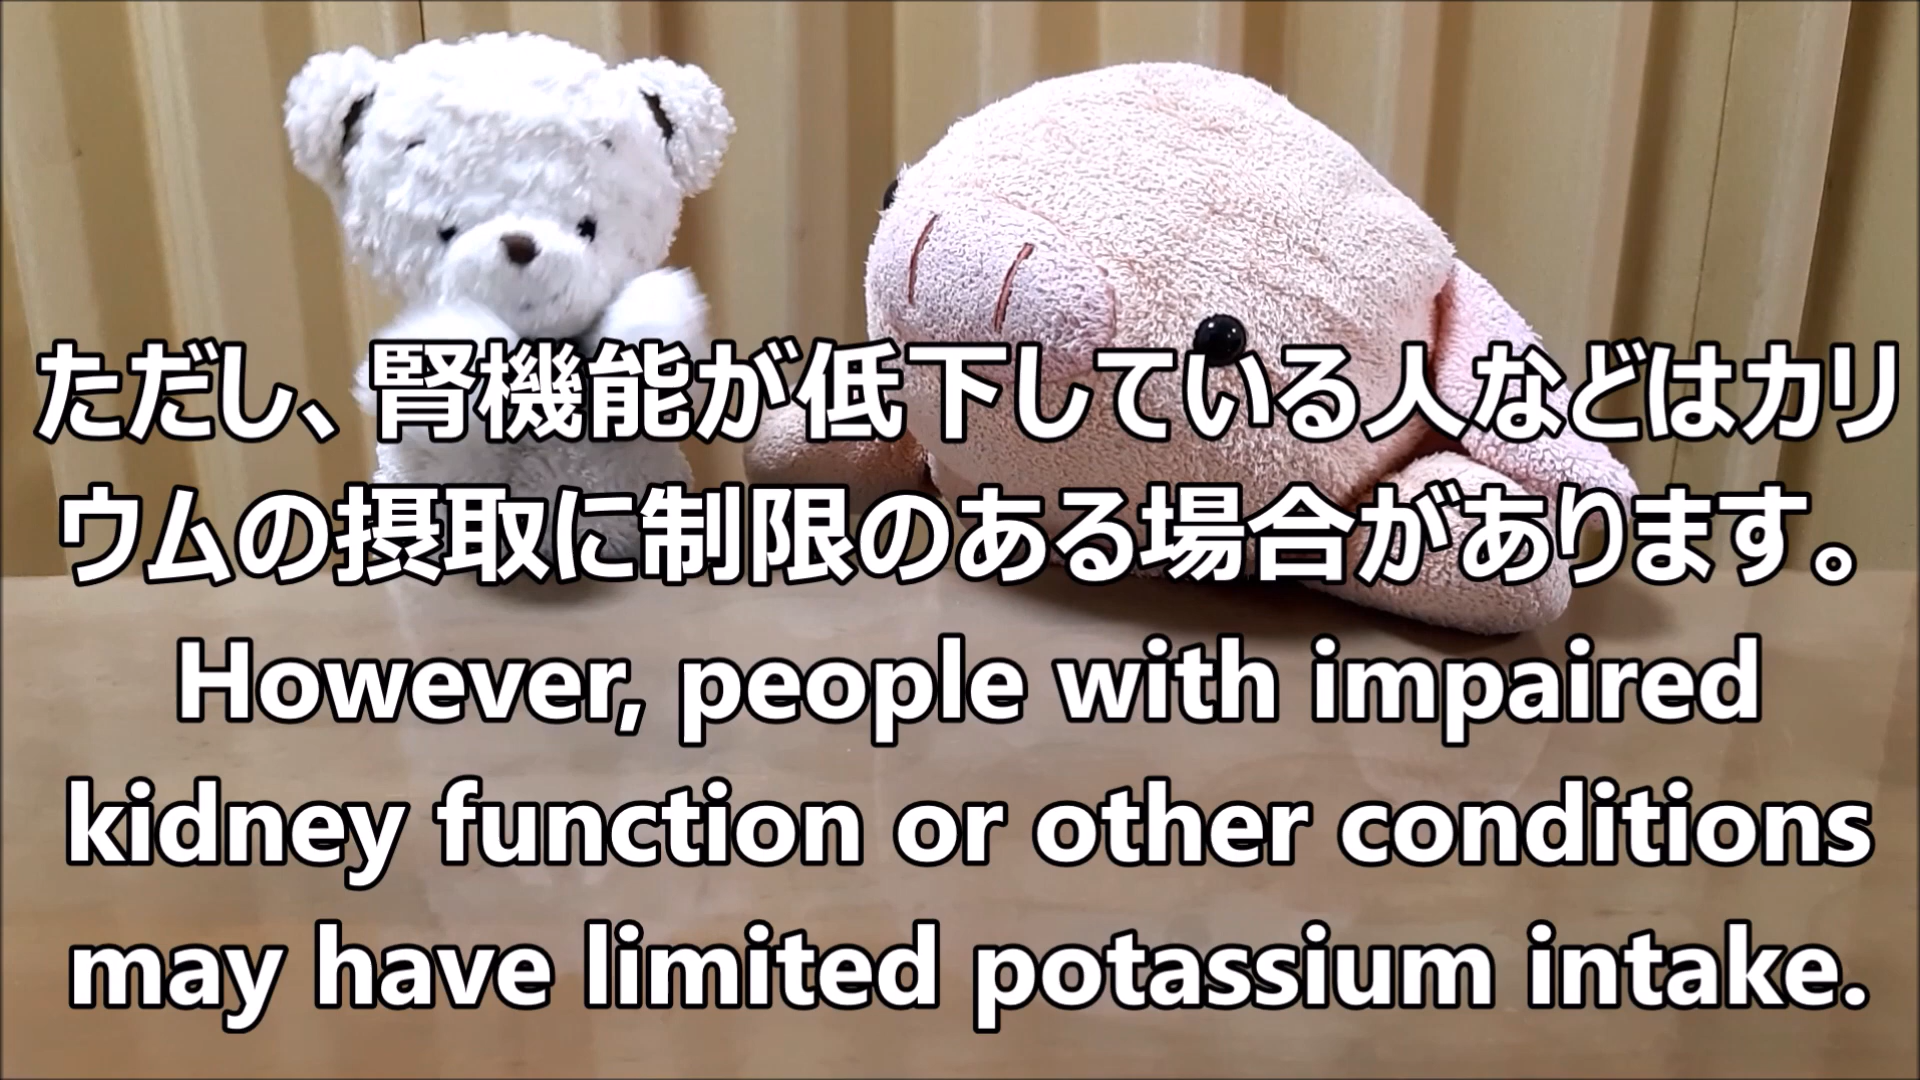 ただし、腎機能が低下している人などはカリ
ウムの摂取に制限のある場合があります。
However, people with impaired
kidney function or other conditions
may have limited potassium intake.